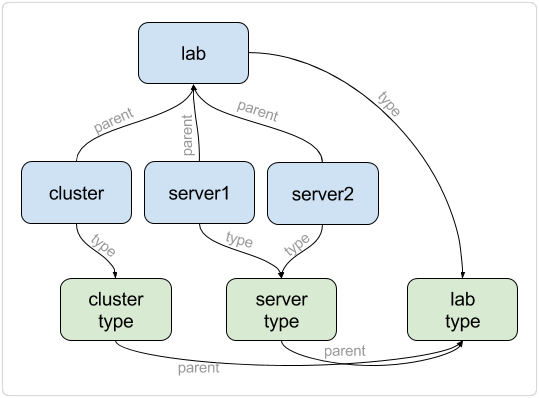 lab
type
parent
parent
parent
cluster
server1
server2
type
type
type
cluster
type
server
type
lab
type
parent
parent